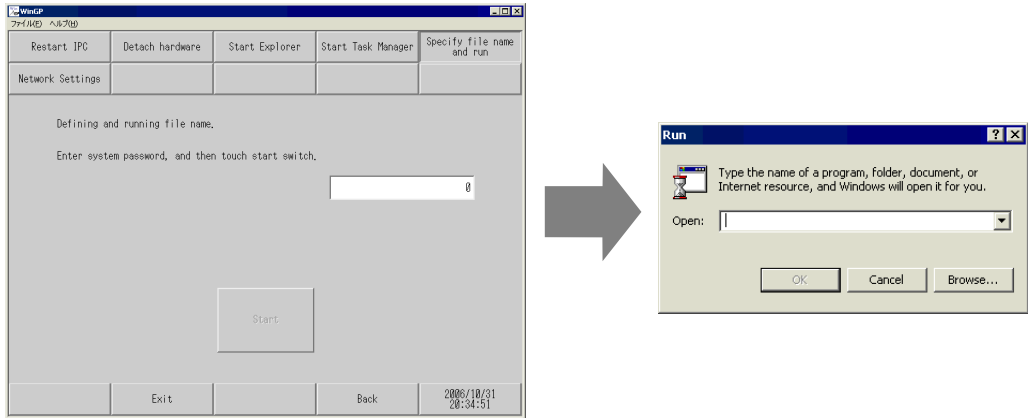 WinGP
ファイル(F) ヘルプ(H)
Restart IPC
Detach hardware
Start Explorer
Start Task Manager
Specify file name
and run
Network Settings
Defining and running file name.
Enter system password, and then touch start switch.
0
Start
Exit
Back
2006/10/31
20:34:51
Run
Type the name of a program, folder, document, or
Internet resource, and Windows will open it for you.
Open:
OK
Cancel
Browse...